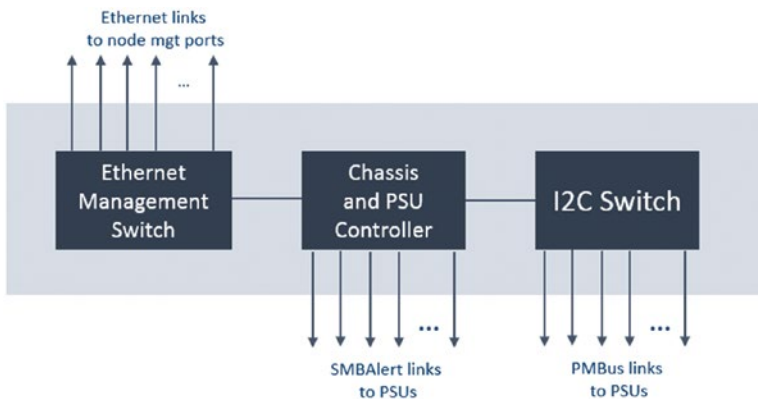 Ethernet links
to node mgt ports
...
Ethernet
Management
Switch
Chassis
and PSU
Controller
I2C Switch
...
...
SMBAlert links
to PSUs
PMBus links
to PSUs